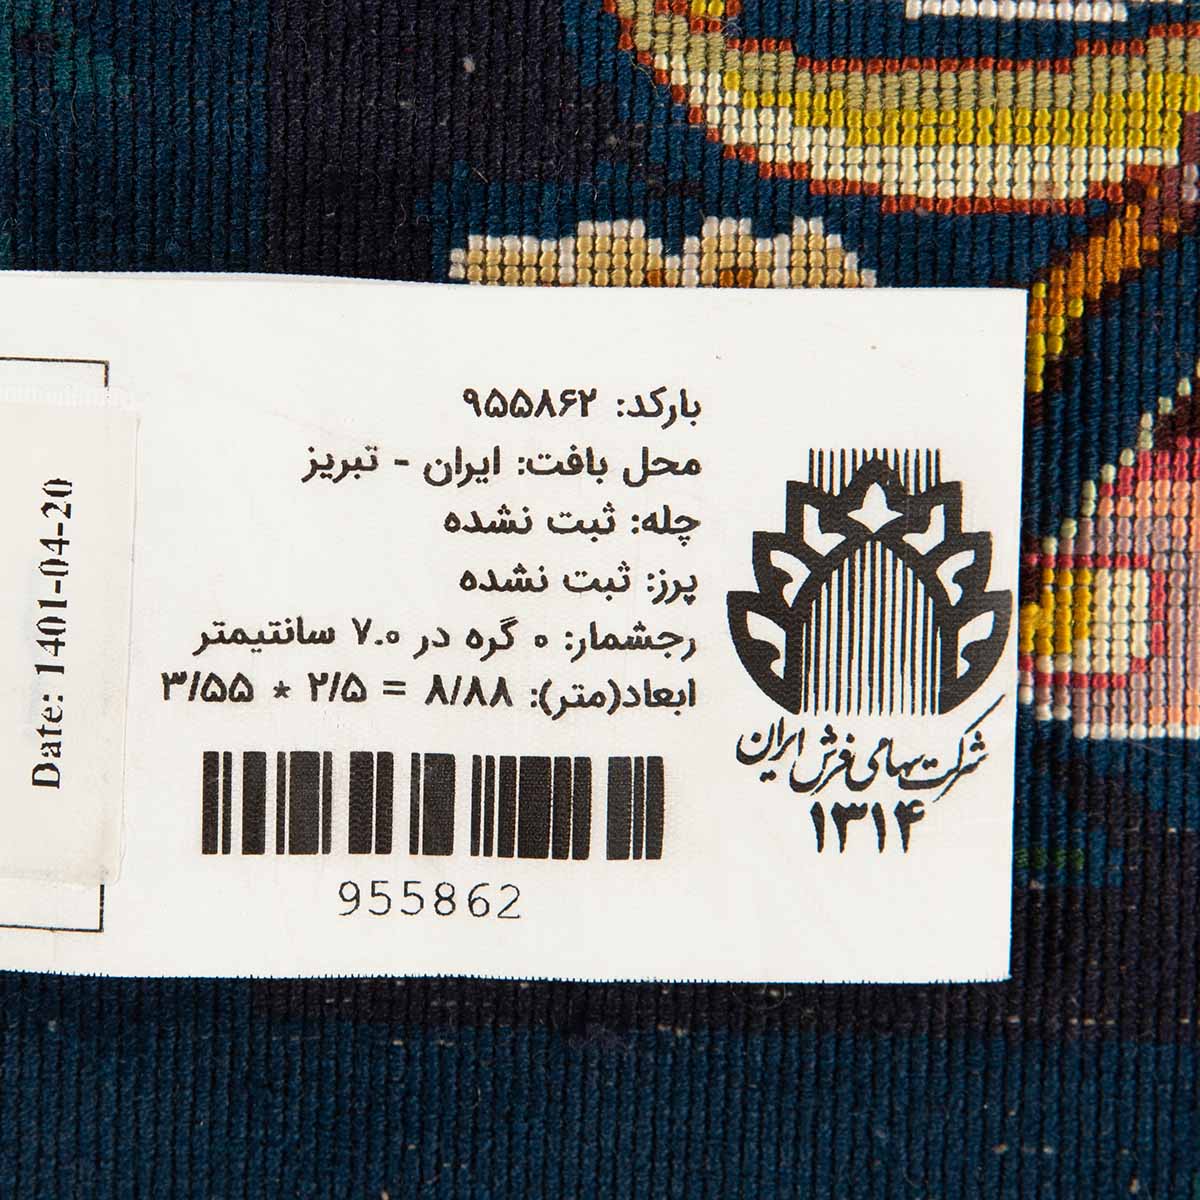 بارکد: ۹۵۵۸۶۲
محل بافت: ایران - تبریز
چله: ثبت نشده
پرز: ثبت نشده
رجشمار: ۰ گره در ۷.۰ سانتیمتر
ابعاد(متر): ۸/۸۸ = ۲/۵ * ۳/۵۵
955862
شرکت سهامی فرش ایران
۱۳۱۴
Date: 1401-04-20